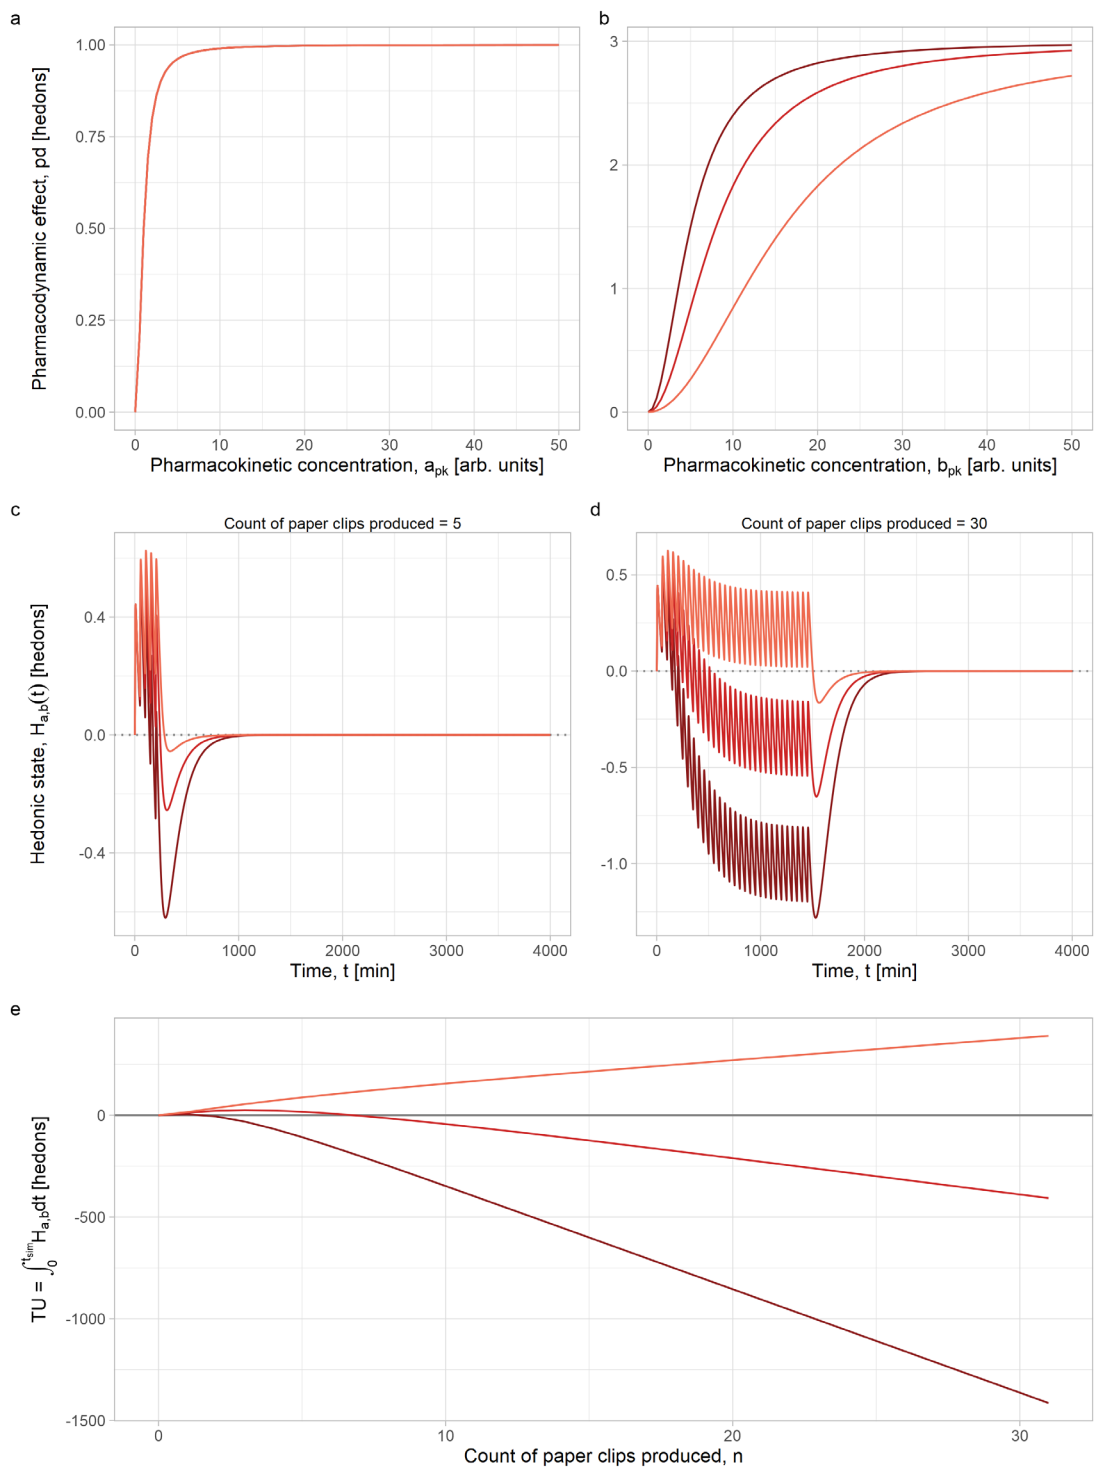 a
1.00
0.75
0.50
0.25
0.00
Pharmacodynamic effect, pd [hedons]
0 10 20 30 40 50
Pharmacokinetic concentration, apk [arb. units]
b
3
2
1
0
0 10 20 30 40 50
Pharmacokinetic concentration, bpk [arb. units]
c
Count of paper clips produced = 5
0.4
0.0
-0.4
Hedonic state, Ha,b(t) [hedons]
0 1000 2000 3000 4000
Time, t [min]
d
Count of paper clips produced = 30
0.5
0.0
-0.5
-1.0
0 1000 2000 3000 4000
Time, t [min]
e
0
-500
-1000
-1500
TU = ∫0tsim Ha,bdt [hedons]
0 10 20 30
Count of paper clips produced, n